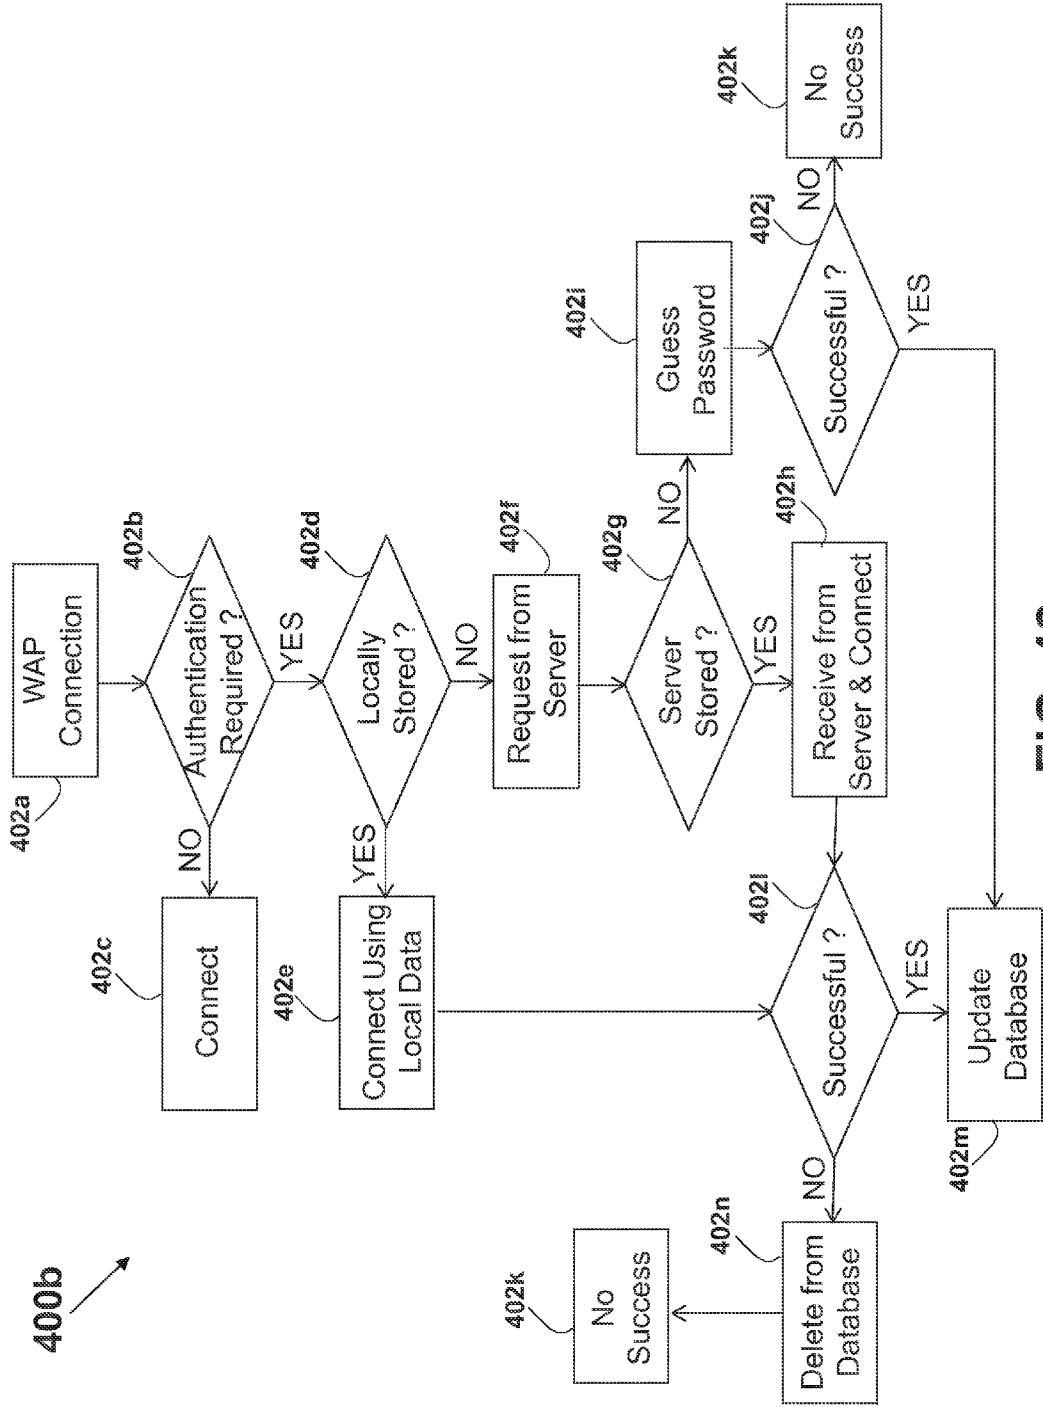 400b
402a
WAP
Connection
402b
Authentication
Required ?
NO
YES
402c
Connect
402d
Locally
Stored ?
YES
NO
402e
Connect Using
Local Data
402f
Request from
Server
402g
Server
Stored ?
NO
YES
402i
Guess
Password
402h
Receive from
Server & Connect
402j
Successful ?
NO
YES
402k
No
Success
402l
Successful ?
NO
YES
402m
Update
Database
402n
Delete from
Database
402k
No
Success